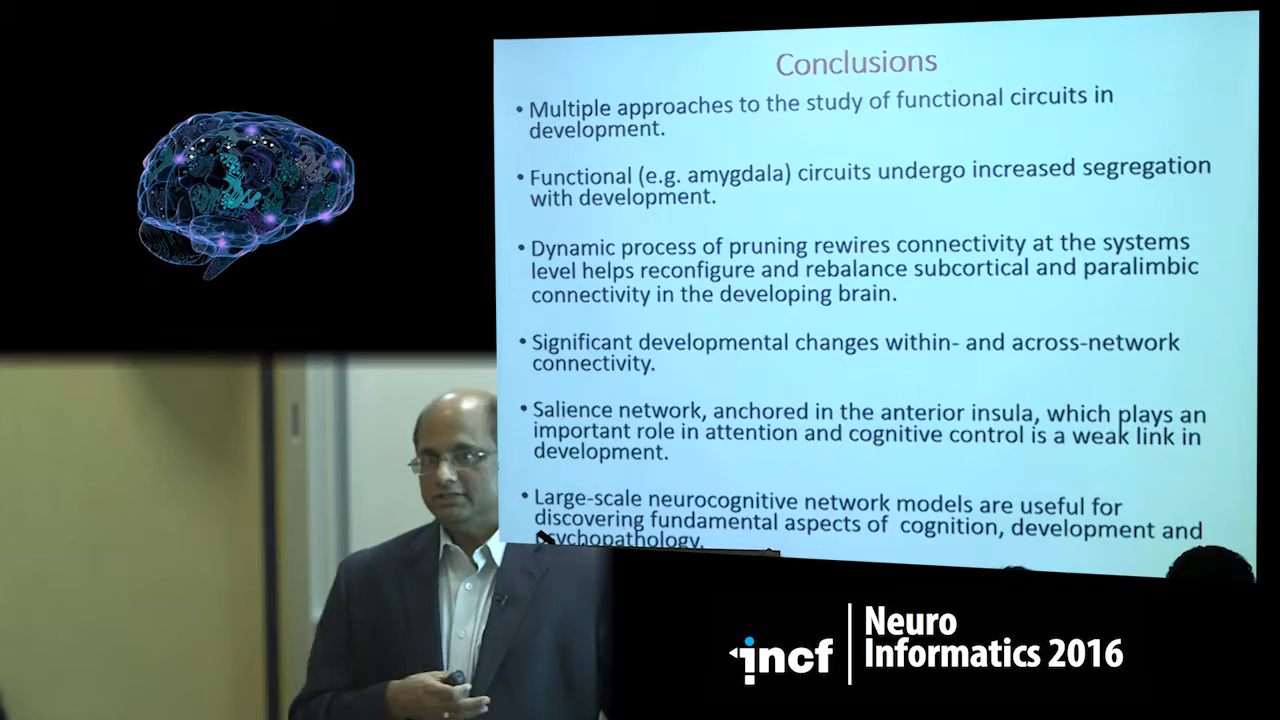 Conclusions
• Multiple approaches to the study of functional circuits in
development.
• Functional (e.g. amygdala) circuits undergo increased segregation
with development.
• Dynamic process of pruning rewires connectivity at the systems
level helps reconfigure and rebalance subcortical and paralimbic
connectivity in the developing brain.
• Significant developmental changes within- and across-network
connectivity.
• Salience network, anchored in the anterior insula, which plays an
important role in attention and cognitive control is a weak link in
development.
• Large-scale neurocognitive network models are useful for
discovering fundamental aspects of cognition, development and
psychopathology.
incf
Neuro
Informatics 2016